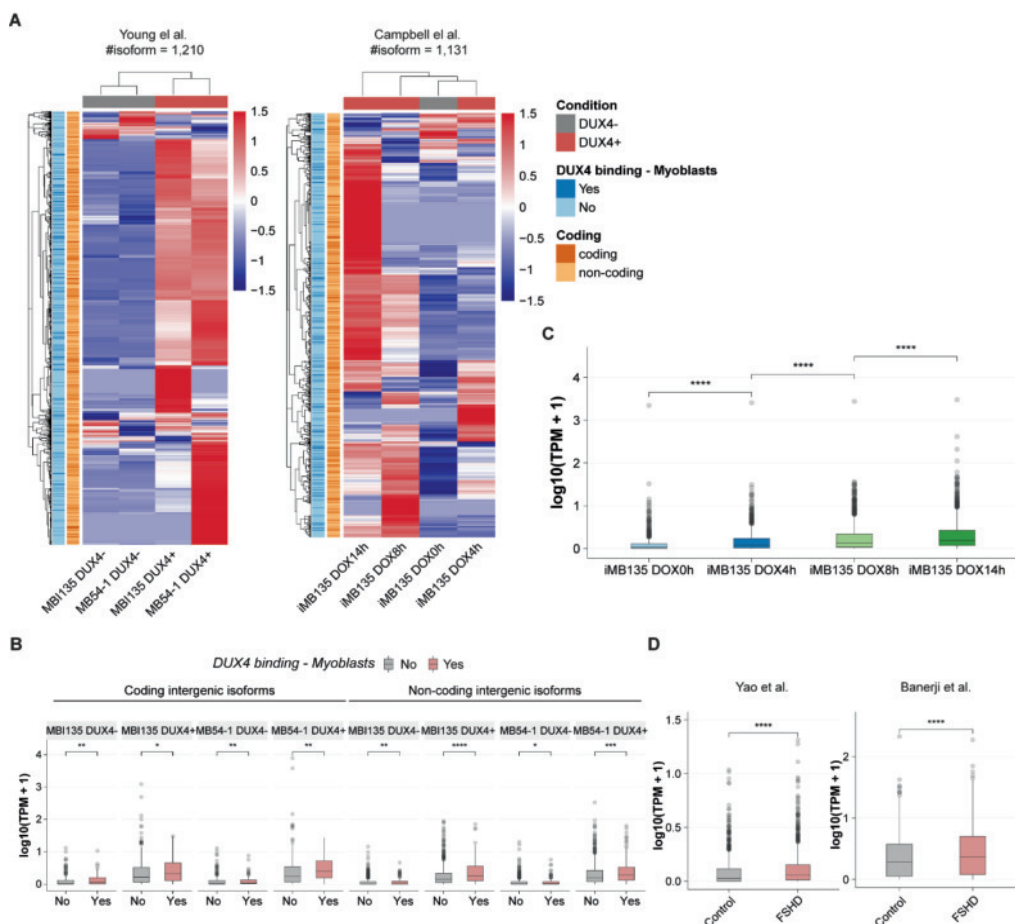 A
Young et al.
#isoform = 1,210
Campbell el al.
#isoform = 1,131
1.5
1
0.5
0
−0.5
−1
−1.5
1.5
1
0.5
0
−0.5
−1
−1.5
MBI135 DUX4-
MB54-1 DUX4-
MBI135 DUX4+
MB54-1 DUX4+
iMB135 DOX14h
iMB135 DOX8h
iMB135 DOX0h
iMB135 DOX4h
Condition
DUX4-
DUX4+
DUX4 binding - Myoblasts
Yes
No
Coding
coding
non-coding
C
log10(TPM + 1)
4
3
2
1
0
****
****
****
iMB135 DOX0h
iMB135 DOX4h
iMB135 DOX8h
iMB135 DOX14h
B
DUX4 binding - Myoblasts No Yes
Coding intergenic isoforms
Non-coding intergenic isoforms
MBI135 DUX4- MBI135 DUX4+ MB54-1 DUX4- MB54-1 DUX4+ MBI135 DUX4- MBI135 DUX4+ MB54-1 DUX4- MB54-1 DUX4+
** * ** ** ** **** * ***
log10(TPM + 1)
4
3
2
1
0
No Yes No Yes No Yes No Yes No Yes No Yes No Yes No Yes
D
Yao et al.
log10(TPM + 1)
1.5
1.0
0.5
0.0
****
Control
FSHD
Banerji et al.
log10(TPM + 1)
2
1
0
****
Control
FSHD